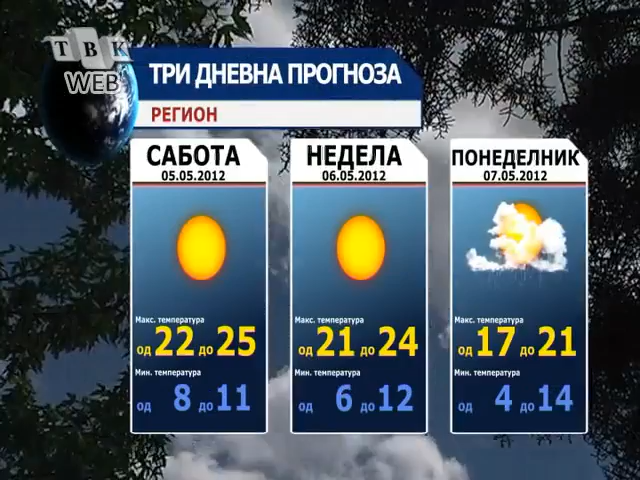 ТВК
WEB
ТРИ ДНЕВНА ПРОГНОЗА
РЕГИОН
САБОТА
05.05.2012
Макс. температура
од 22 до 25
Мин. температура
од 8 до 11
НЕДЕЛА
06.05.2012
Макс. температура
од 21 до 24
Мин. температура
од 6 до 12
ПОНЕДЕЛНИК
07.05.2012
Макс. температура
од 17 до 21
Мин. температура
од 4 до 14